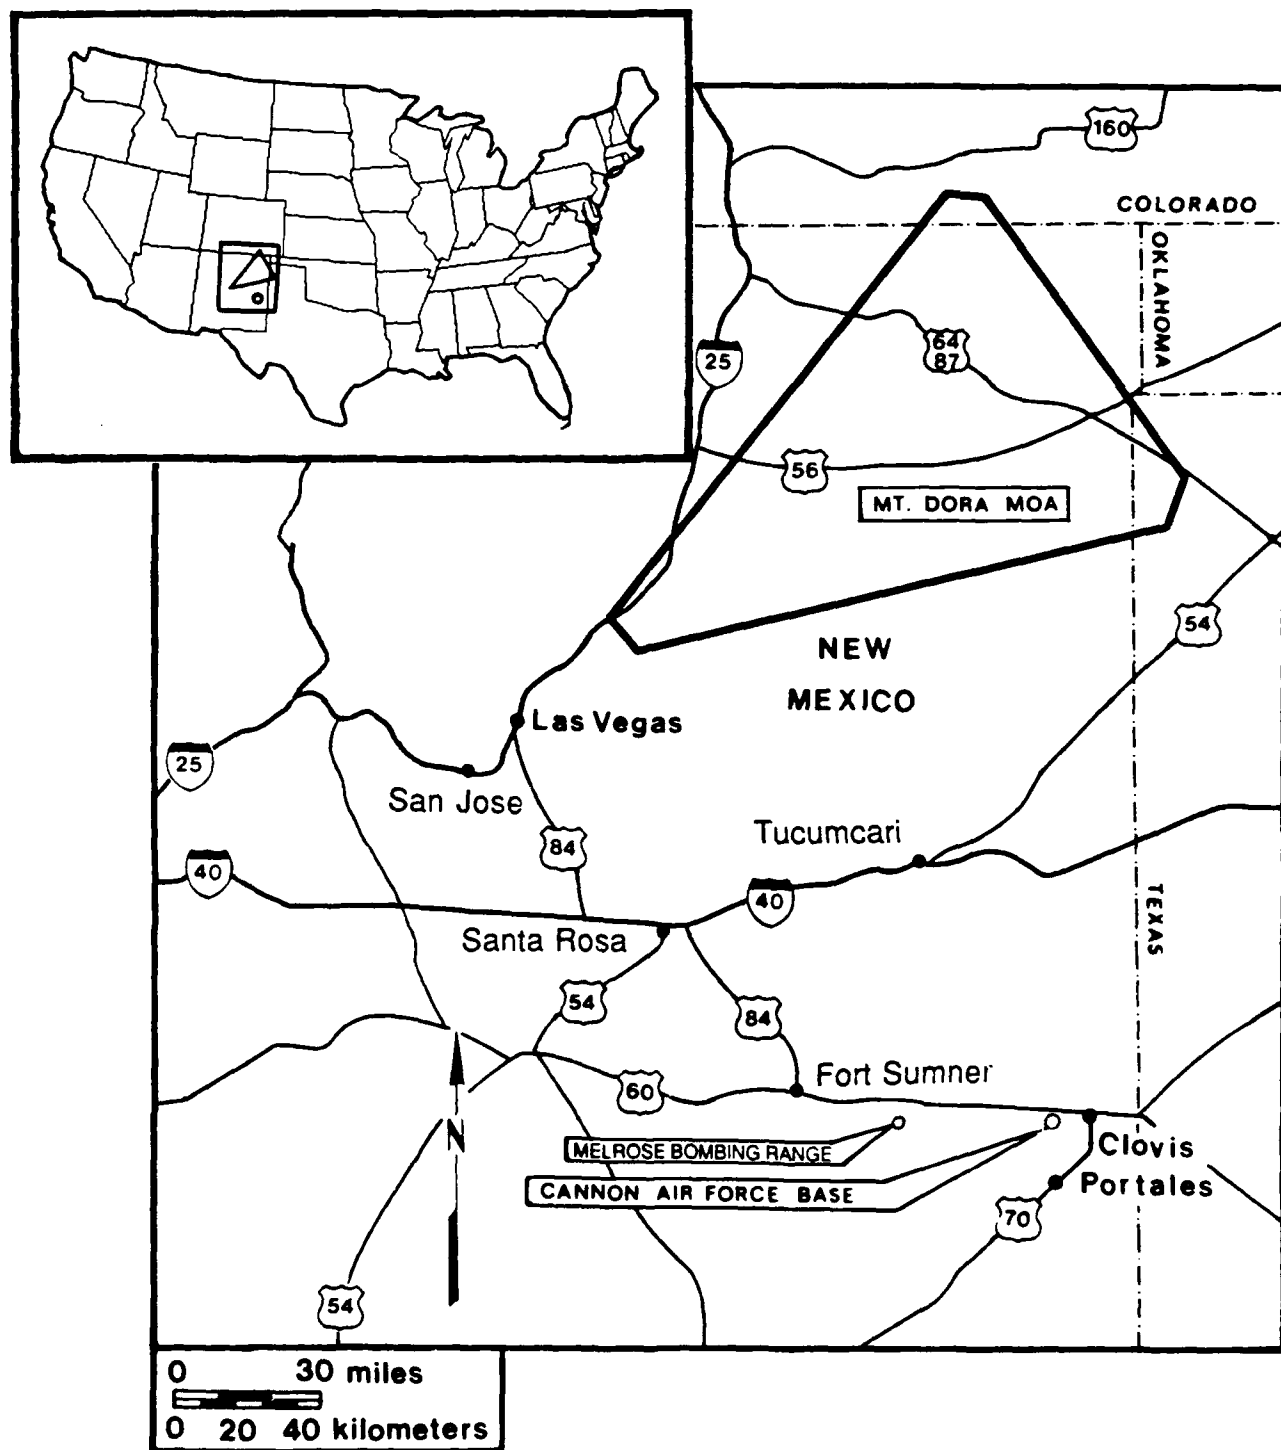 160
COLORADO
OKLAHOMA
64
87
25
56
MT. DORA MOA
54
NEW
MEXICO
Las Vegas
25
San Jose
84
Tucumcari
40
40
TEXAS
Santa Rosa
54
84
60
Fort Sumner
N
MELROSE BOMBING RANGE
Clovis
CANNON AIR FORCE BASE
Portales
70
54
0 30 miles
0 20 40 kilometers